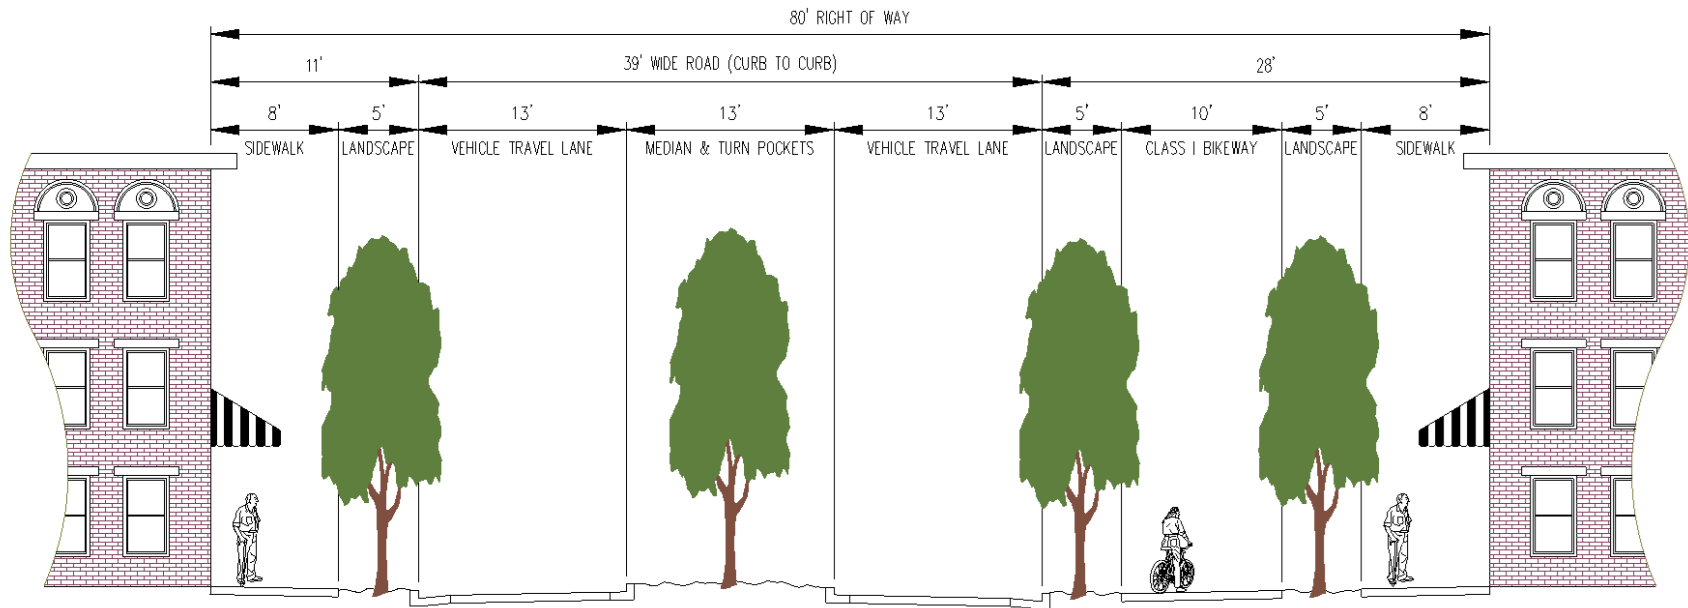 80' RIGHT OF WAY
11' 39' WIDE ROAD (CURB TO CURB) 28'
8' 5' 13' 13' 13' 5' 10' 5' 8'
SIDEWALK LANDSCAPE VEHICLE TRAVEL LANE MEDIAN & TURN POCKETS VEHICLE TRAVEL LANE LANDSCAPE CLASS I BIKEWAY LANDSCAPE SIDEWALK